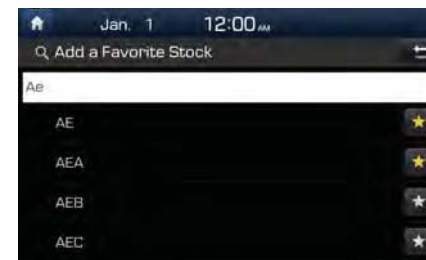 Jan. 1 12:00 AM
Add a Favorite Stock
Ae
AE
AEA
AEB
AEC